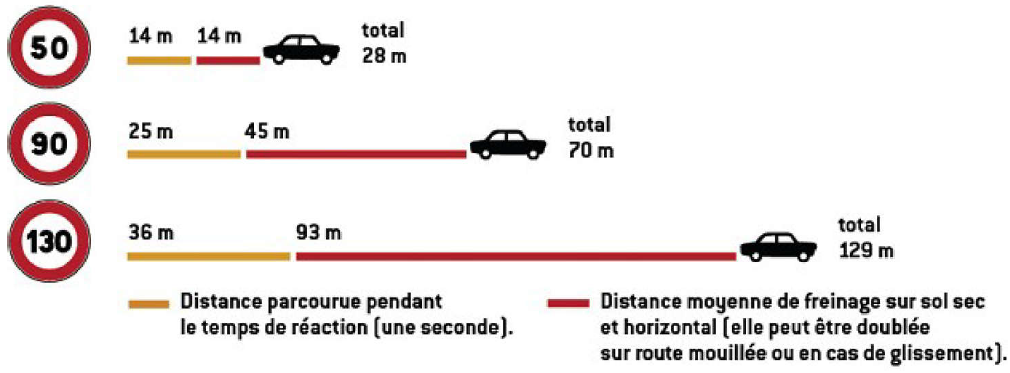 50
14 m 14 m
total
28 m
90
25 m 45 m
total
70 m
130
36 m 93 m
total
129 m
Distance parcourue pendant
le temps de réaction (une seconde).
Distance moyenne de freinage sur sol sec
et horizontal (elle peut être doublée
sur route mouillée ou en cas de glissement).